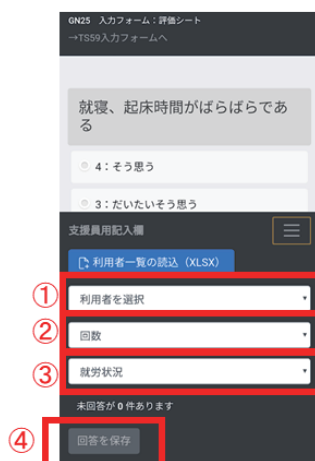 GN25 入力フォーム：評価シート
→TS59入力フォームへ
就寝、起床時間がばらばらであ
る
4：そう思う
3：だいたいそう思う
支援員用記入欄
利用者一覧の読込（XLSX）
① 利用者を選択
② 回数
③ 就労状況
未回答が 0 件あります
④ 回答を保存